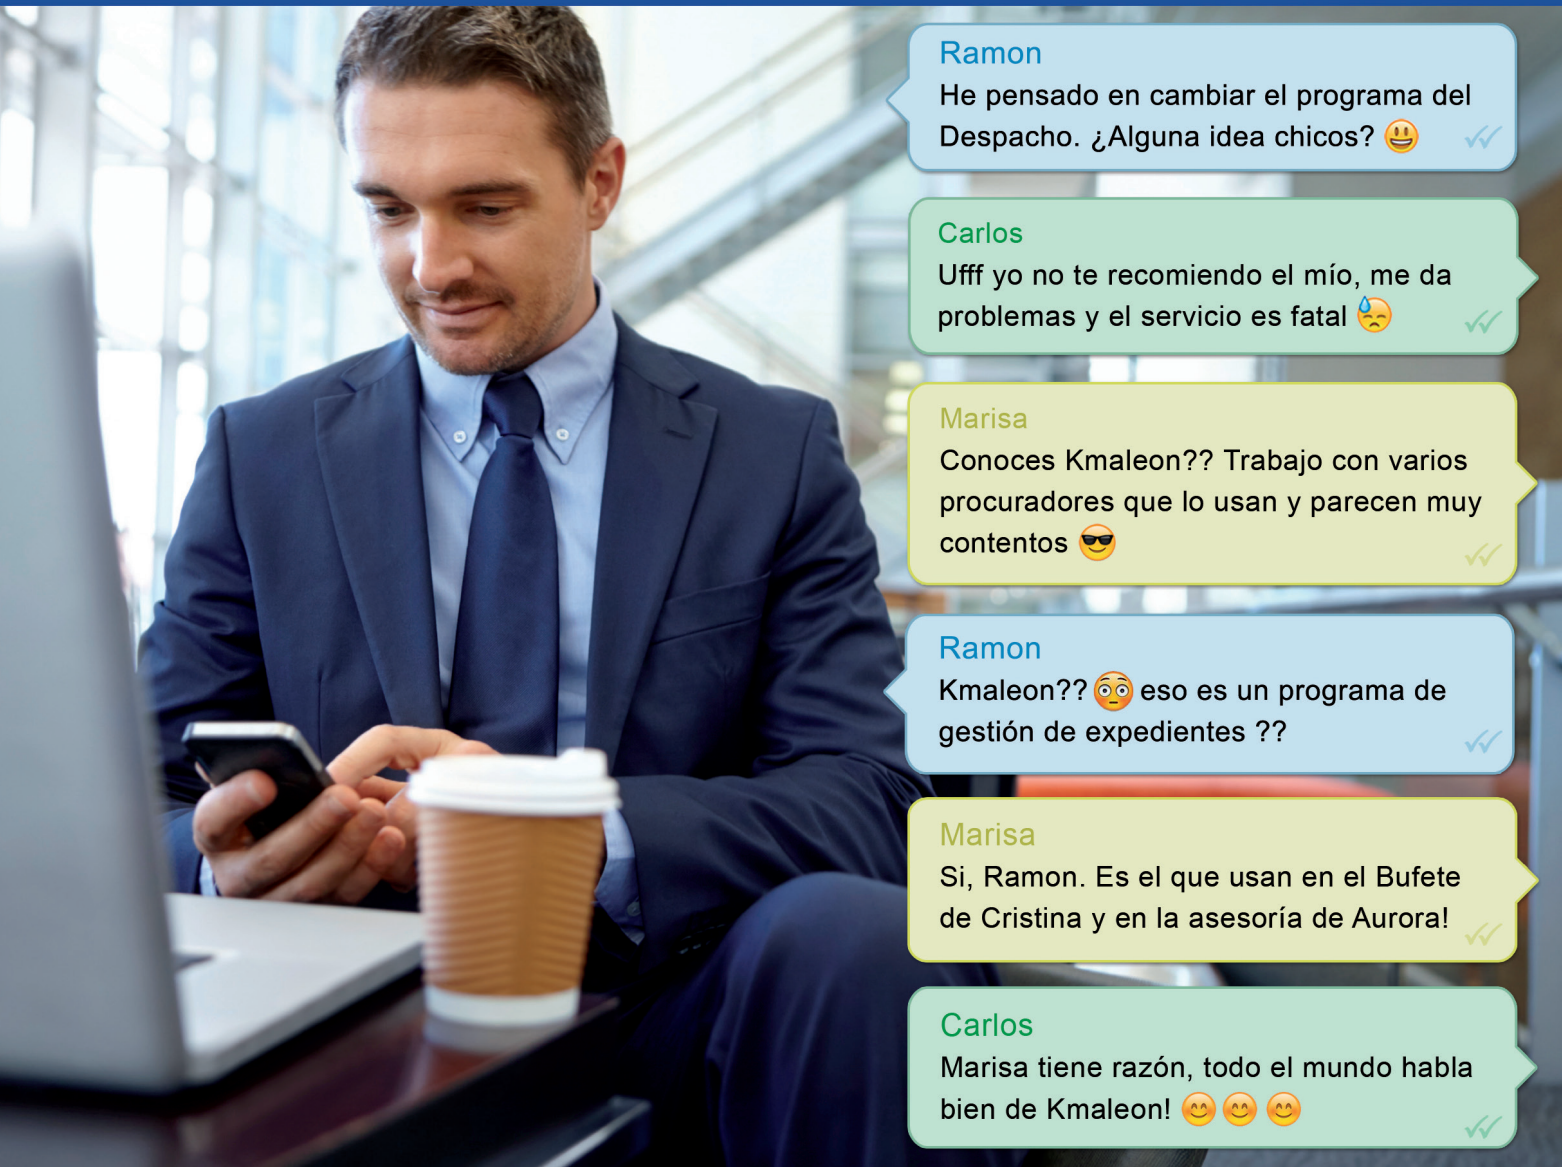 Ramon
He pensado en cambiar el programa del
Despacho. ¿Alguna idea chicos? 😃
Carlos
Ufff yo no te recomiendo el mío, me da
problemas y el servicio es fatal 😓
Marisa
Conoces Kmaleon?? Trabajo con varios
procuradores que lo usan y parecen muy
contentos 😎
Ramon
Kmaleon?? 😳 eso es un programa de
gestión de expedientes ??
Marisa
Si, Ramon. Es el que usan en el Bufete
de Cristina y en la asesoría de Aurora!
Carlos
Marisa tiene razón, todo el mundo habla
bien de Kmaleon! 😊 😊 😊